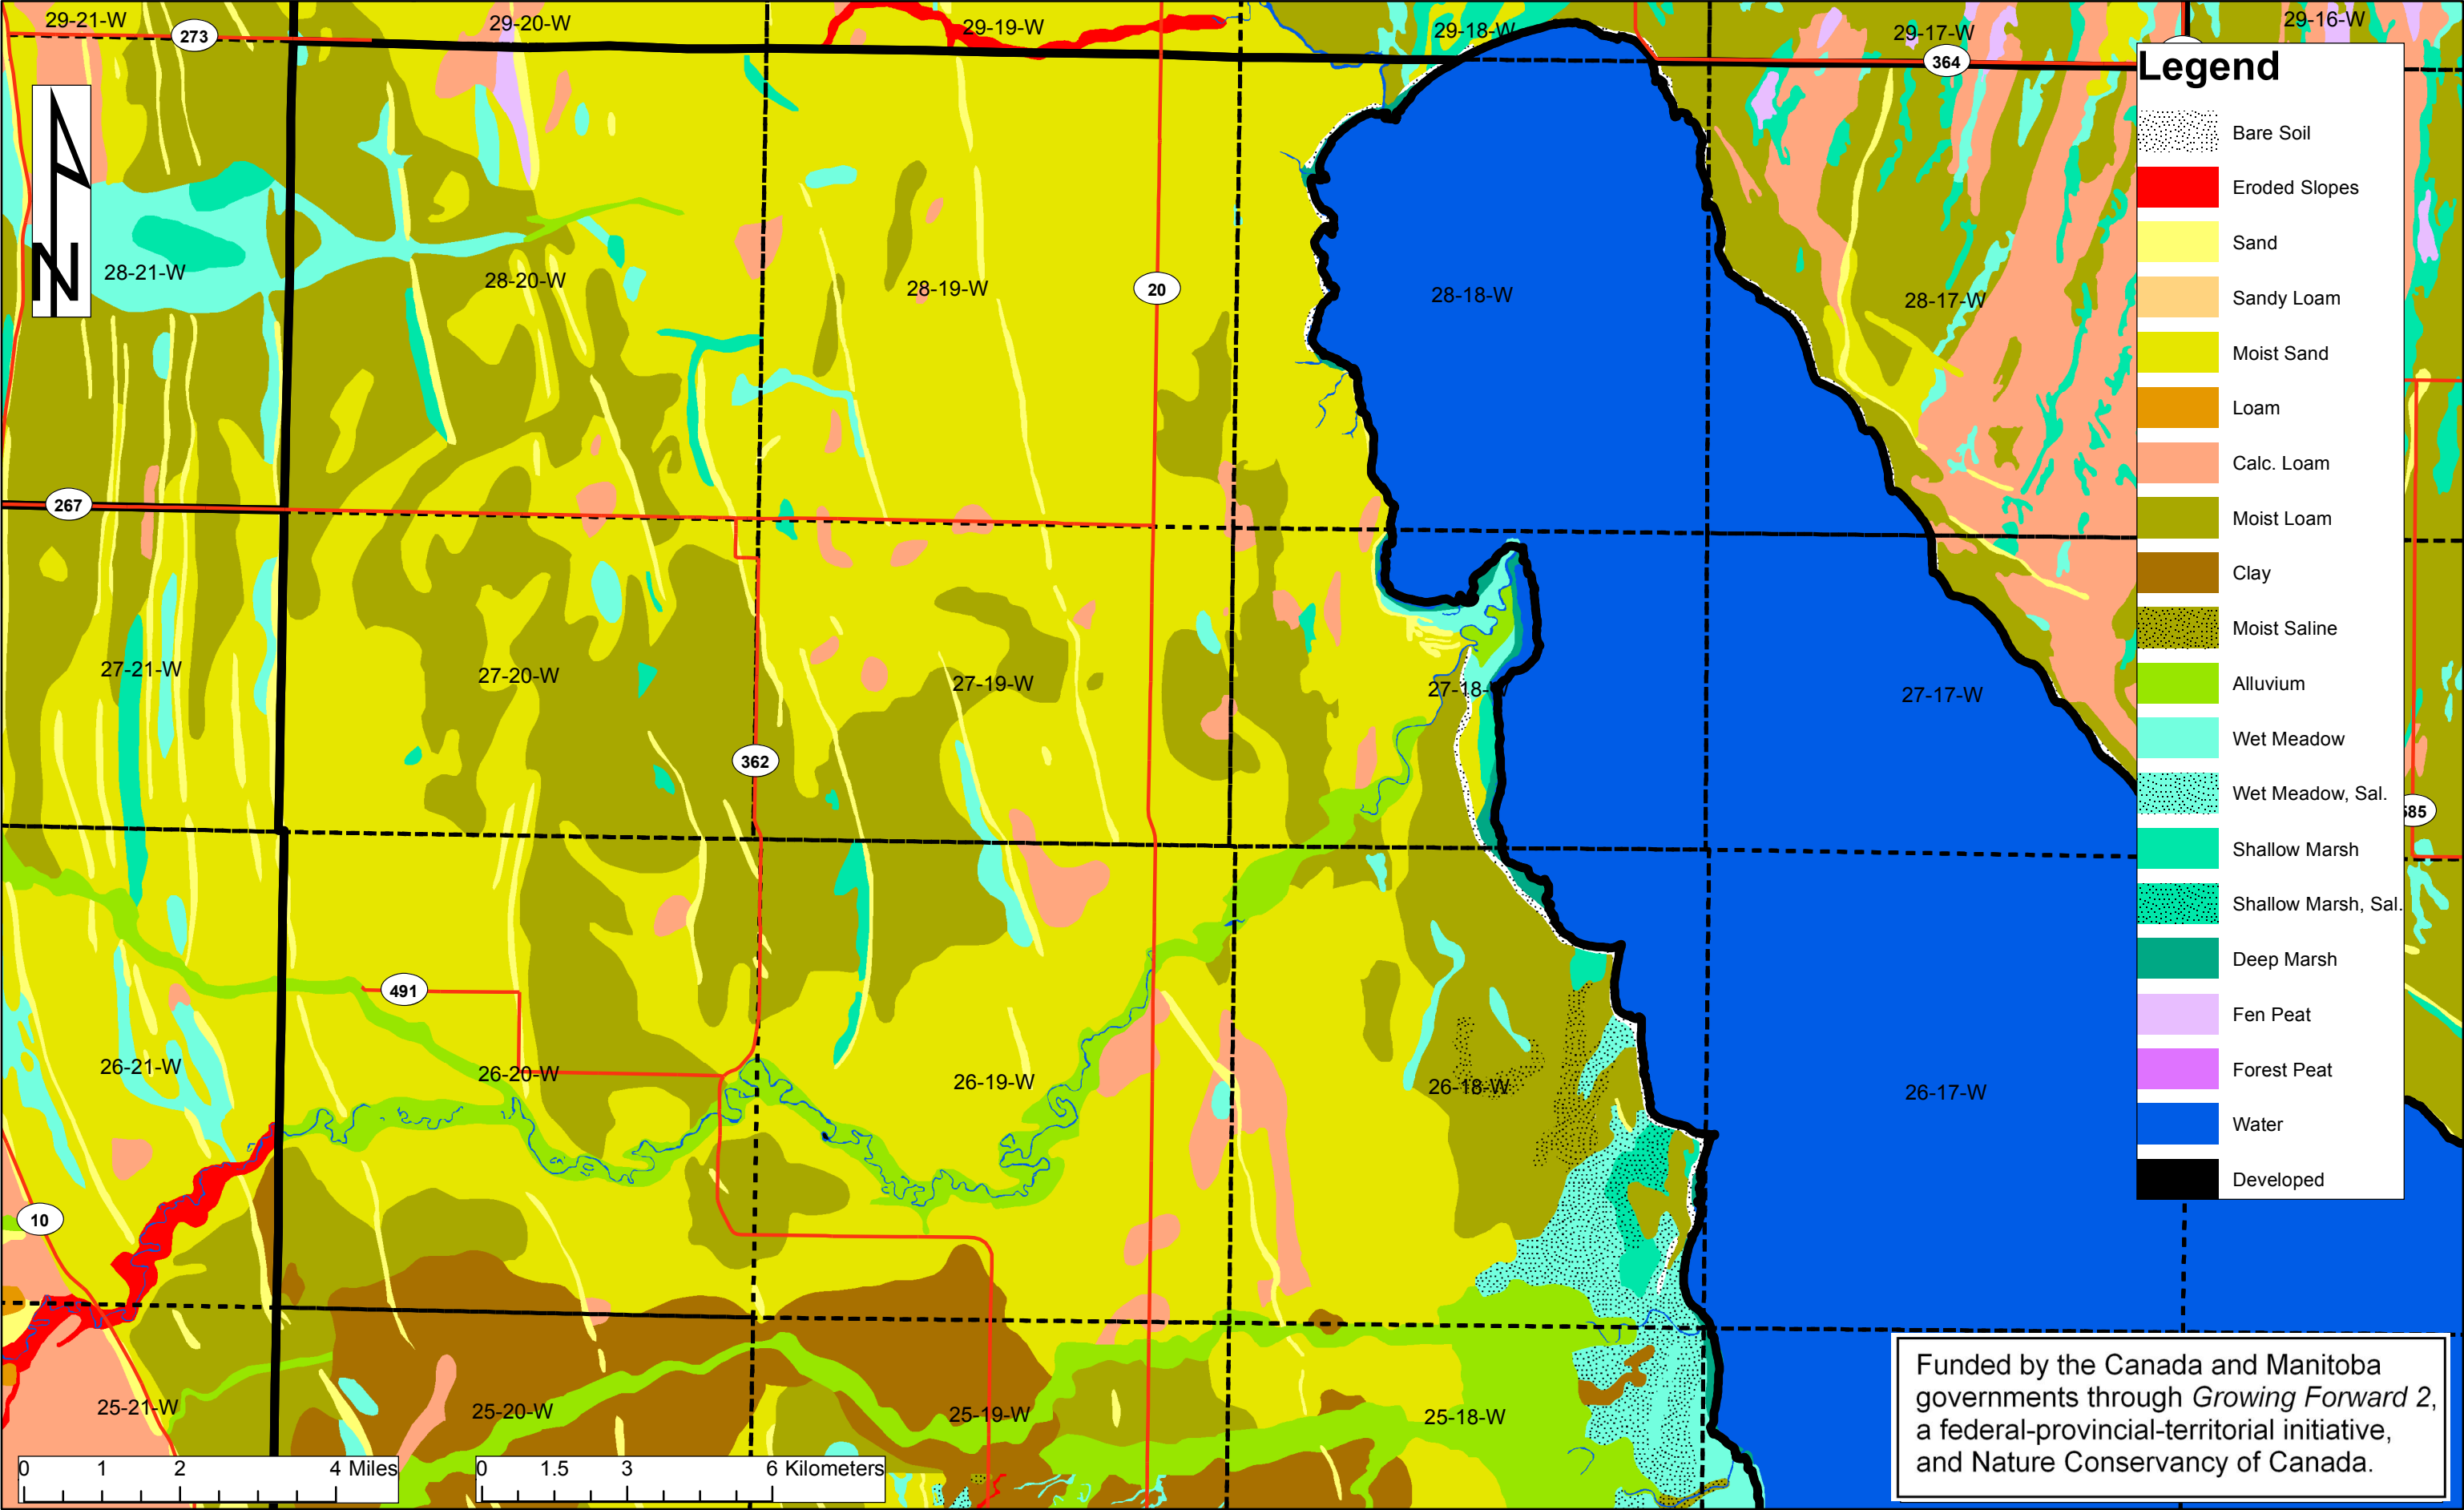 29-21-W
29-20-W
29-19-W
29-18-W
29-17-W
29-16-W
273
364
N
28-21-W
28-20-W
28-19-W
20
28-18-W
28-17-W
267
27-21-W
27-20-W
27-19-W
27-18-W
27-17-W
362
491
26-21-W
26-20-W
26-19-W
26-18-W
26-17-W
10
25-21-W
25-20-W
25-19-W
25-18-W
Legend
Bare Soil
Eroded Slopes
Sand
Sandy Loam
Moist Sand
Loam
Calc. Loam
Moist Loam
Clay
Moist Saline
Alluvium
Wet Meadow
Wet Meadow, Sal.
Shallow Marsh
Shallow Marsh, Sal.
Deep Marsh
Fen Peat
Forest Peat
Water
Developed
0 1 2 4 Miles
0 1.5 3 6 Kilometers
Funded by the Canada and Manitoba
governments through Growing Forward 2,
a federal-provincial-territorial initiative,
and Nature Conservancy of Canada.